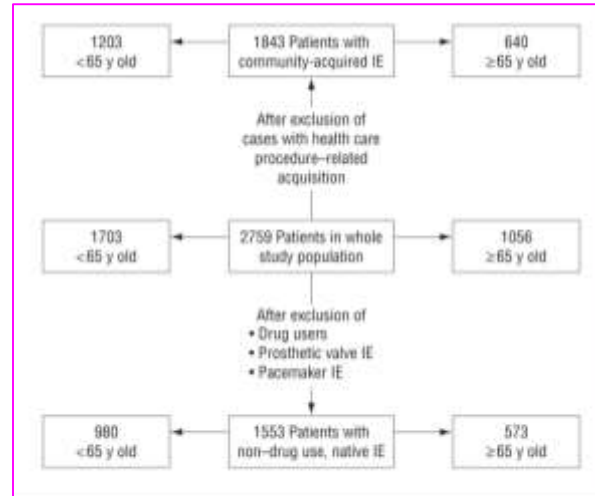 1203
<65 y old
1843 Patients with
community-acquired IE
640
≥65 y old
After exclusion of
cases with health care
procedure–related
acquisition
1703
<65 y old
2759 Patients in whole
study population
1056
≥65 y old
After exclusion of
• Drug users
• Prosthetic valve IE
• Pacemaker IE
980
<65 y old
1553 Patients with
non–drug use, native IE
573
≥65 y old